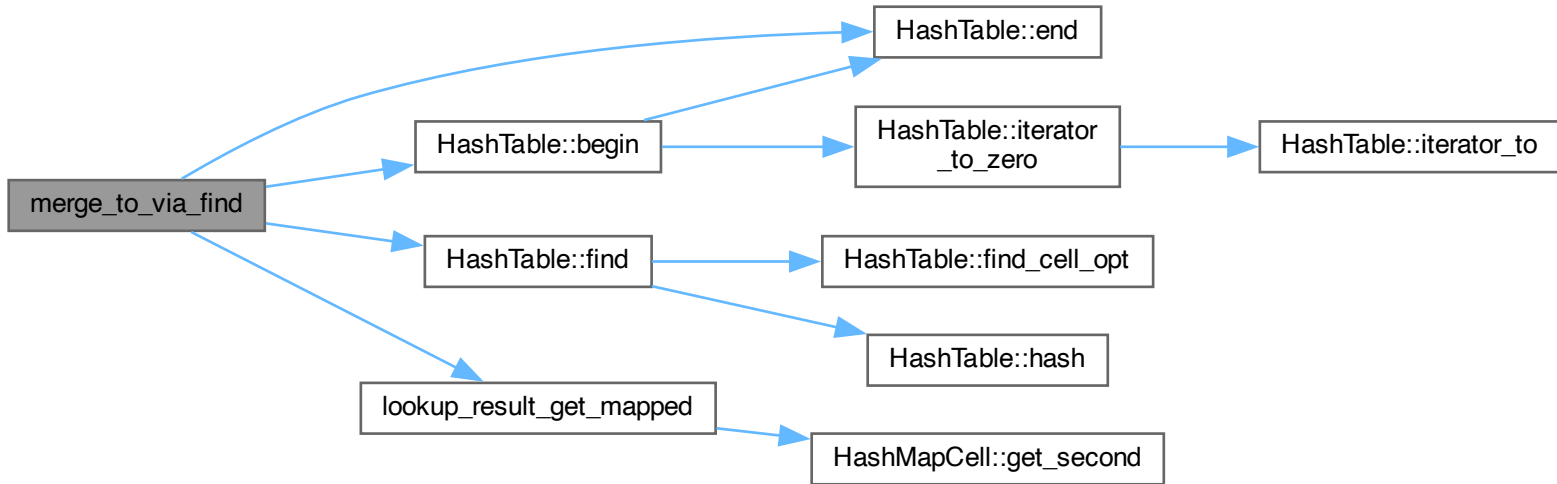 HashTable::end
HashTable::begin
HashTable::iterator
_to_zero
HashTable::iterator_to
merge_to_via_find
HashTable::find
HashTable::find_cell_opt
HashTable::hash
lookup_result_get_mapped
HashMapCell::get_second